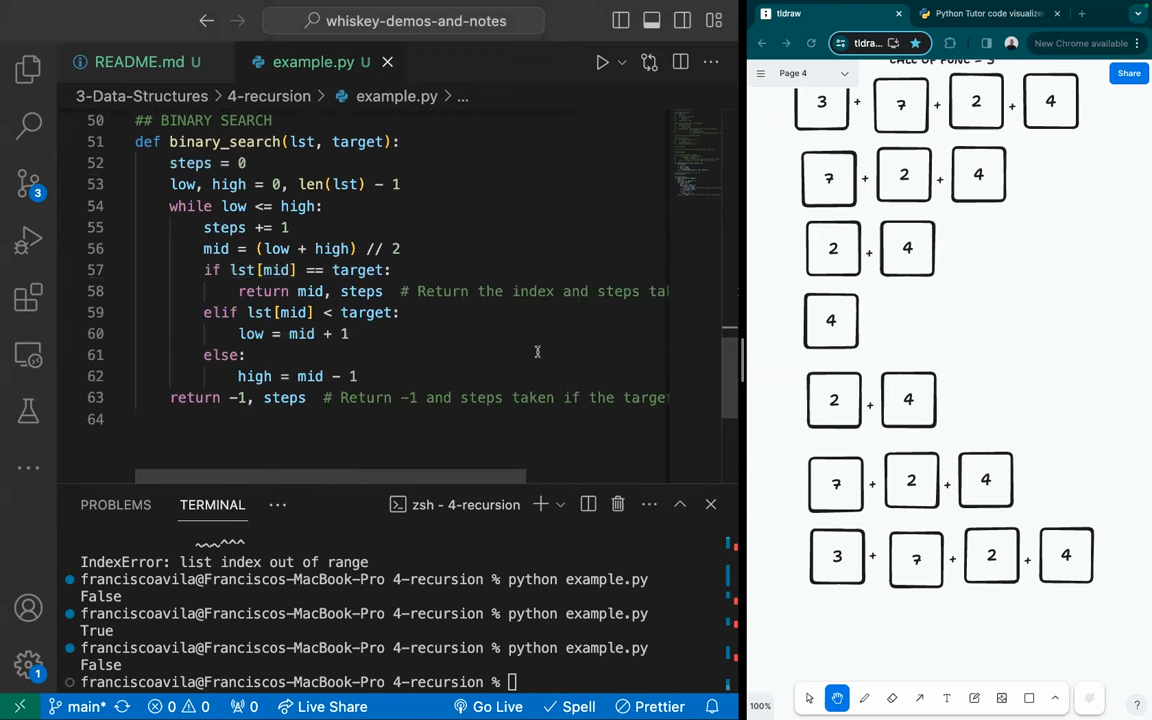 whiskey-demos-and-notes
README.md U
example.py U
3-Data-Structures > 4-recursion > example.py > ...
50 ## BINARY SEARCH
51 def binary_search(lst, target):
52 steps = 0
53 low, high = 0, len(lst) - 1
54 while low <= high:
55 steps += 1
56 mid = (low + high) // 2
57 if lst[mid] == target:
58 return mid, steps # Return the index and steps tak
59 elif lst[mid] < target:
60 low = mid + 1
61 else:
62 high = mid - 1
63 return -1, steps # Return -1 and steps taken if the target
64
PROBLEMS TERMINAL ... zsh - 4-recursion
IndexError: list index out of range
franciscoavila@Franciscos-MacBook-Pro 4-recursion % python example.py
False
franciscoavila@Franciscos-MacBook-Pro 4-recursion % python example.py
True
franciscoavila@Franciscos-MacBook-Pro 4-recursion % python example.py
False
franciscoavila@Franciscos-MacBook-Pro 4-recursion %
3
1
main* 0 0 0 Live Share Go Live Spell Prettier
tldraw
Python Tutor code visualize
tldraw... New Chrome available
Page 4 Share
CALL OF FUNC = 3
3 + 7 + 2 + 4
7 + 2 + 4
2 + 4
4
2 + 4
7 + 2 + 4
3 + 7 + 2 + 4
100%
T
?